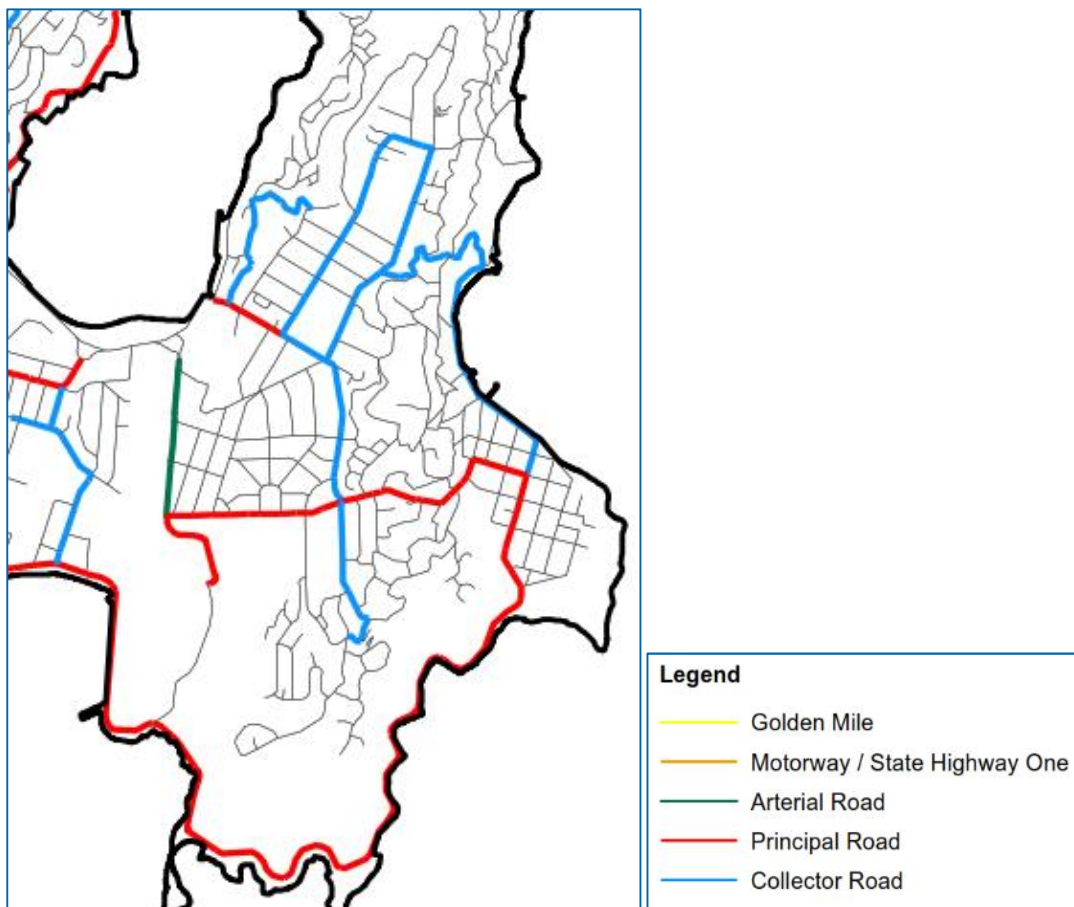 Legend
Golden Mile
Motorway / State Highway One
Arterial Road
Principal Road
Collector Road